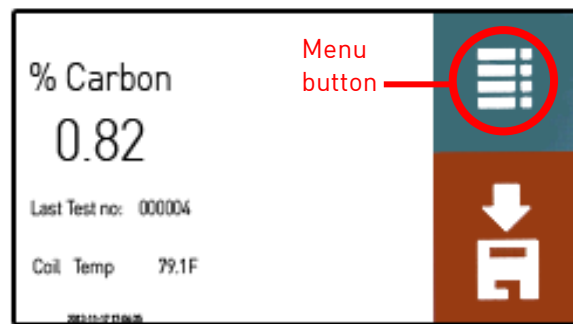 % Carbon
0.82
Last Test no: 000004
Coil Temp 79.1F
Menu
button